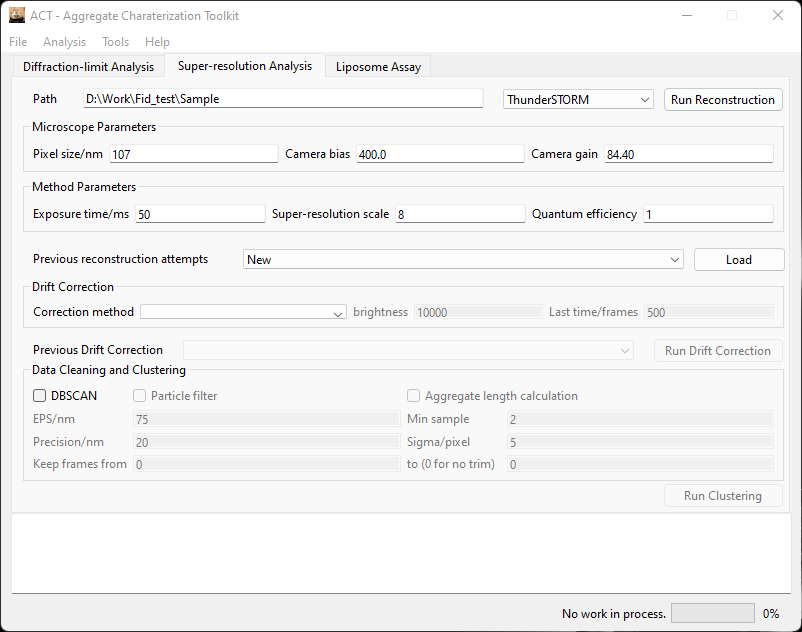 ACT - Aggregate Charaterization Toolkit
File Analysis Tools Help
Diffraction-limit Analysis Super-resolution Analysis Liposome Assay
Path D:\Work\Fid_test\Sample ThunderSTORM Run Reconstruction
Microscope Parameters
Pixel size/nm 107 Camera bias 400.0 Camera gain 84.40
Method Parameters
Exposure time/ms 50 Super-resolution scale 8 Quantum efficiency 1
Previous reconstruction attempts New Load
Drift Correction
Correction method brightness 10000 Last time/frames 500
Previous Drift Correction Run Drift Correction
Data Cleaning and Clustering
DBSCAN Particle filter Aggregate length calculation
EPS/nm 75 Min sample 2
Precision/nm 20 Sigma/pixel 5
Keep frames from 0 to (0 for no trim) 0
Run Clustering
No work in process. 0%